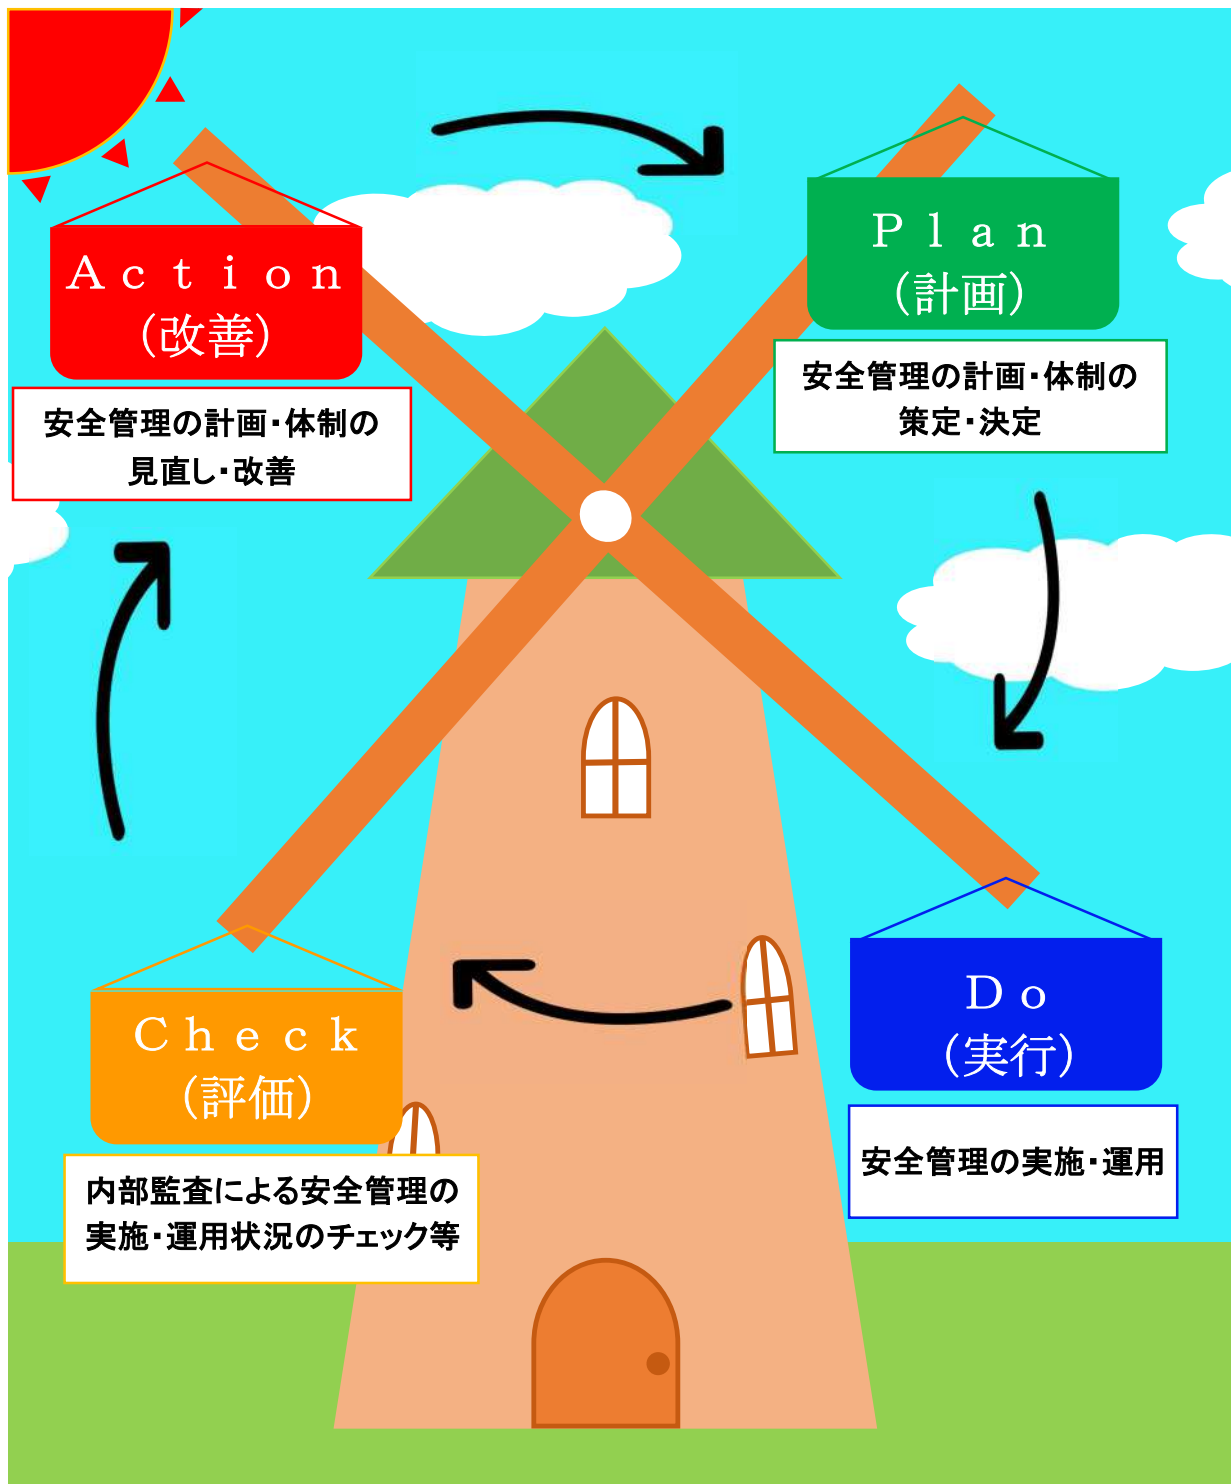 Ｐｌａｎ
（計画）
安全管理の計画・体制の
策定・決定
Ｄｏ
（実行）
安全管理の実施・運用
Ｃｈｅｃｋ
（評価）
内部監査による安全管理の
実施・運用状況のチェック等
Ａｃｔｉｏｎ
（改善）
安全管理の計画・体制の
見直し・改善